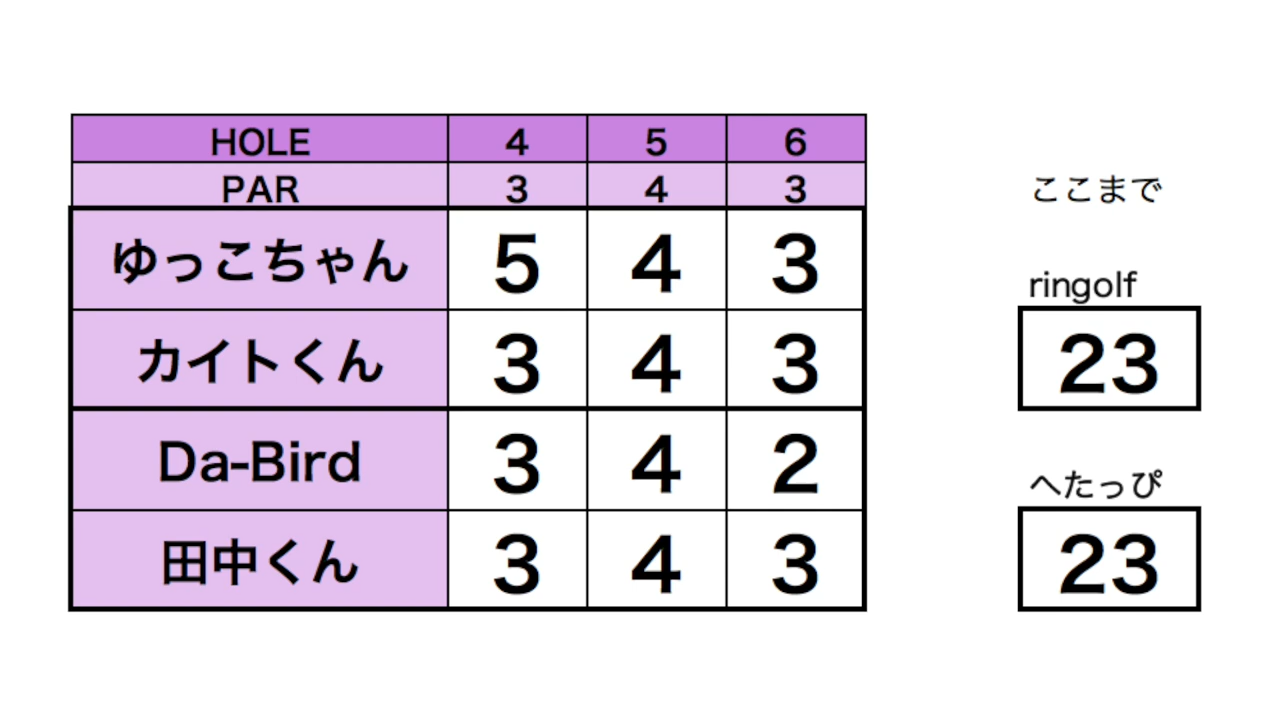 HOLE 4 5 6
PAR 3 4 3
ここまで
ゆっこちゃん 5 4 3
ringolf
カイトくん 3 4 3
23
Da-Bird 3 4 2
へたっぴ
田中くん 3 4 3
23